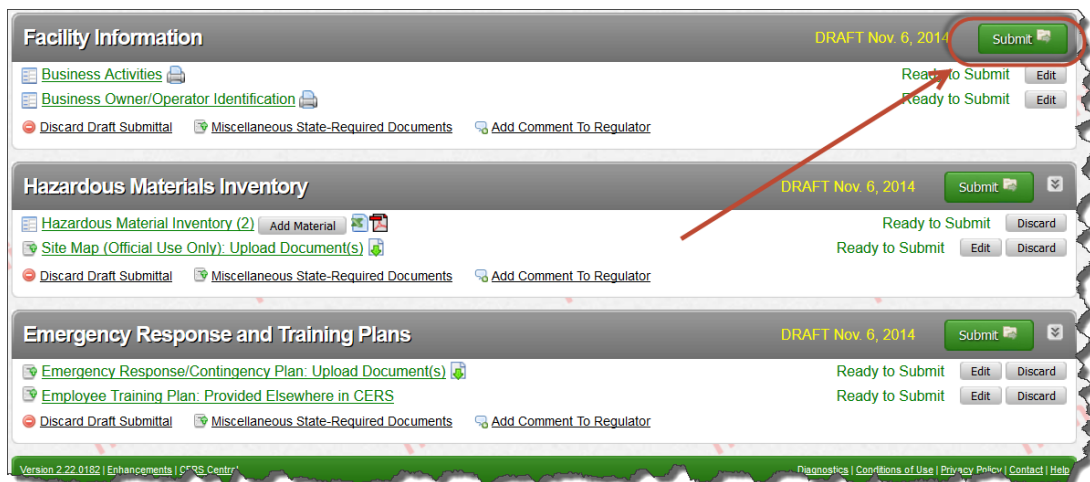 Facility Information DRAFT Nov. 6, 2014 Submit
Business Activities Ready to Submit Edit
Business Owner/Operator Identification Ready to Submit Edit
Discard Draft Submittal Miscellaneous State-Required Documents Add Comment To Regulator
Hazardous Materials Inventory DRAFT Nov. 6, 2014 Submit
Hazardous Material Inventory (2) Add Material Ready to Submit Discard
Site Map (Official Use Only): Upload Document(s) Ready to Submit Edit Discard
Discard Draft Submittal Miscellaneous State-Required Documents Add Comment To Regulator
Emergency Response and Training Plans DRAFT Nov. 6, 2014 Submit
Emergency Response/Contingency Plan: Upload Document(s) Ready to Submit Edit Discard
Employee Training Plan: Provided Elsewhere in CERS Ready to Submit Edit Discard
Discard Draft Submittal Miscellaneous State-Required Documents Add Comment To Regulator
Version 2.22.0182 | Enhancements | CERS Central Diagnostics | Conditions of Use | Privacy Policy | Contact | Help